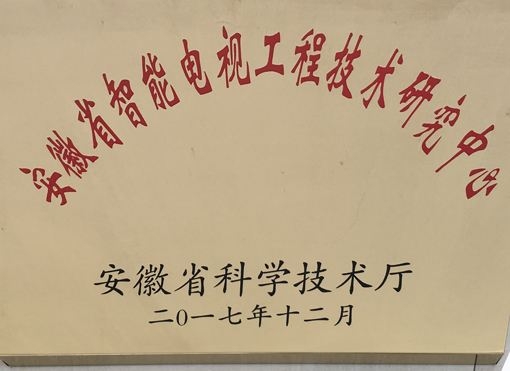 安徽省智能电视工程技术研究中心
安徽省科学技术厅
二0一七年十二月